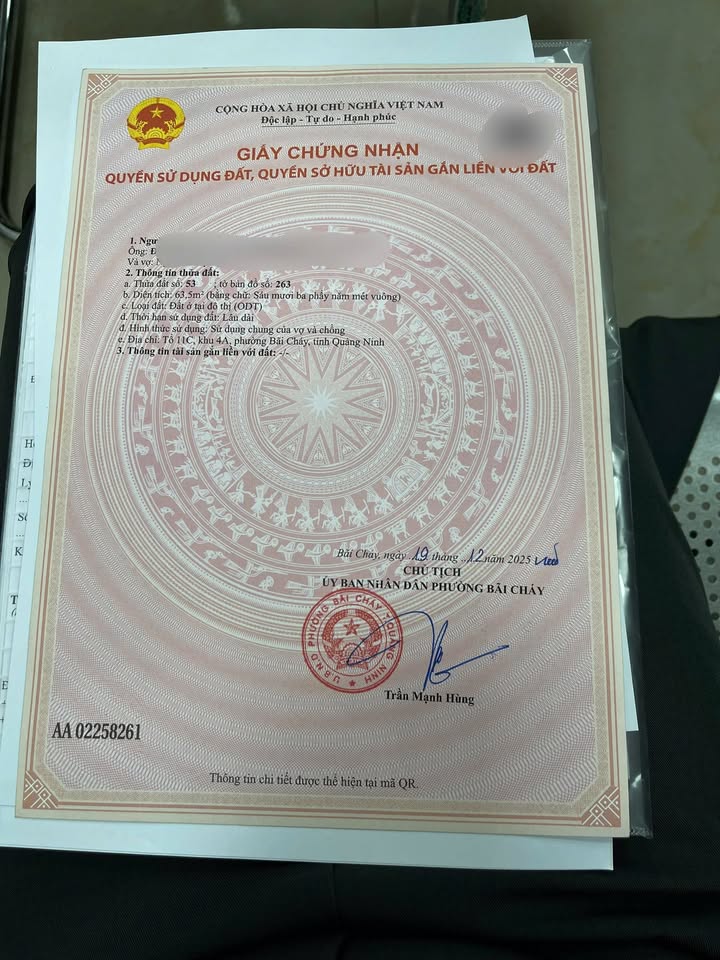 CỘNG HÒA XÃ HỘI CHỦ NGHĨA VIỆT NAM
Độc lập - Tự do - Hạnh phúc
GIẤY CHỨNG NHẬN
QUYỀN SỬ DỤNG ĐẤT, QUYỀN SỞ HỮU TÀI SẢN GẮN LIỀN VỚI ĐẤT
1.
Ông:
Và vợ:
2. Thông tin thửa đất:
a. Thửa đất số: 53 ; tờ bản đồ số: 263
b. Diện tích: 63,5m² (bằng chữ: Sáu mươi ba phẩy năm mét vuông)
c. Loại đất: Đất ở tại đô thị (ODT)
d. Thời hạn sử dụng đất: Lâu dài
đ. Hình thức sử dụng: Sử dụng chung của vợ và chồng
e. Địa chỉ: Tổ 11C, khu 4A, phường Bãi Cháy, tỉnh Quảng Ninh
3. Thông tin tài sản gắn liền với đất: -/-
Bãi Cháy, ngày 19 tháng 12 năm 2025
CHỦ TỊCH
ỦY BAN NHÂN DÂN PHƯỜNG BÃI CHÁY
U.B.N.D PHƯỜNG BÃI CHÁY T.QUẢNG NINH
Trần Mạnh Hùng
AA 02258261
Thông tin chi tiết được thể hiện tại mã QR.